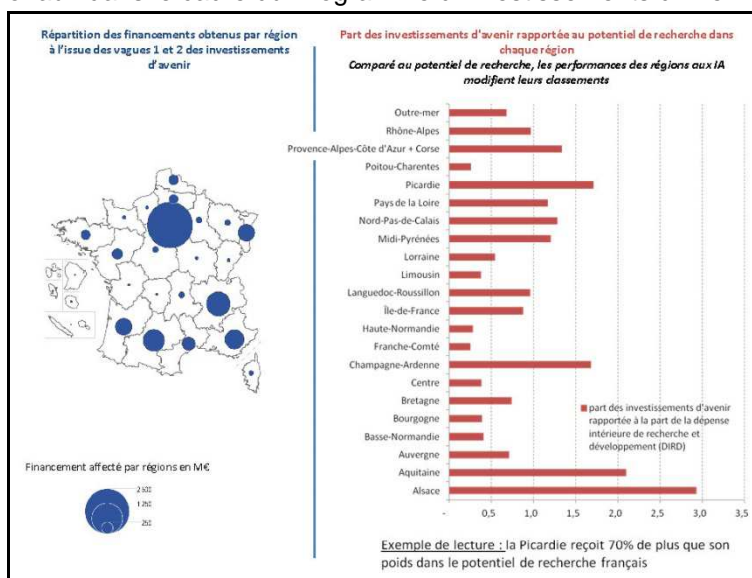 Répartition des financements obtenus par région
à l'issue des vagues 1 et 2 des investissements
d'avenir
Financement affecté par régions en M€
2 500
1 250
250
Part des investissements d'avenir rapportée au potentiel de recherche dans
chaque région
Comparé au potentiel de recherche, les performances des régions aux IA
modifient leurs classements
Outre-mer
Rhône-Alpes
Provence-Alpes-Côte d'Azur + Corse
Poitou-Charentes
Picardie
Pays de la Loire
Nord-Pas-de-Calais
Midi-Pyrénées
Lorraine
Limousin
Languedoc-Roussillon
Île-de-France
Haute-Normandie
Franche-Comté
Champagne-Ardenne
Centre
Bretagne
Bourgogne
Basse-Normandie
Auvergne
Aquitaine
Alsace
part des investissements d'avenir
rapportée à la part de la dépense
intérieure de recherche et
développement (DIRD)
- 0,5 1,0 1,5 2,0 2,5 3,0 3,5
Exemple de lecture : la Picardie reçoit 70% de plus que son
poids dans le potentiel de recherche français